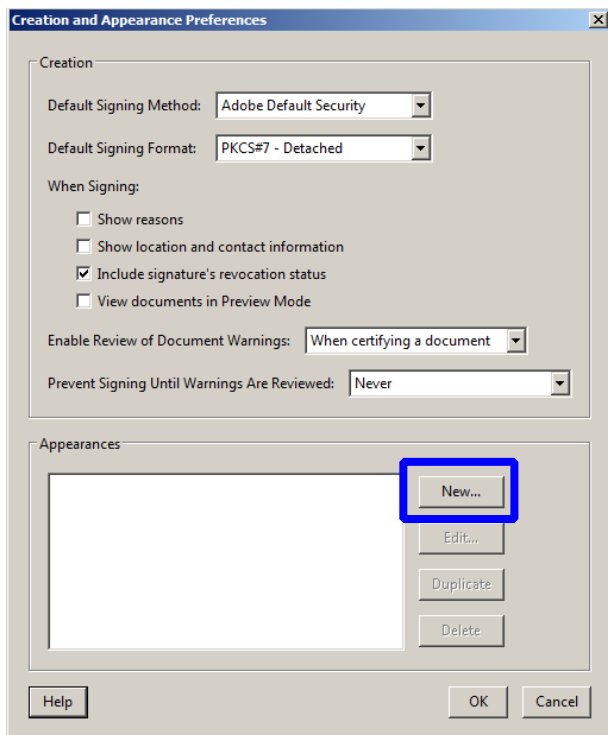 Creation and Appearance Preferences
Creation
Default Signing Method: Adobe Default Security
Default Signing Format: PKCS#7 - Detached
When Signing:
Show reasons
Show location and contact information
Include signature's revocation status
View documents in Preview Mode
Enable Review of Document Warnings: When certifying a document
Prevent Signing Until Warnings Are Reviewed: Never
Appearances
New...
Edit...
Duplicate
Delete
Help OK Cancel